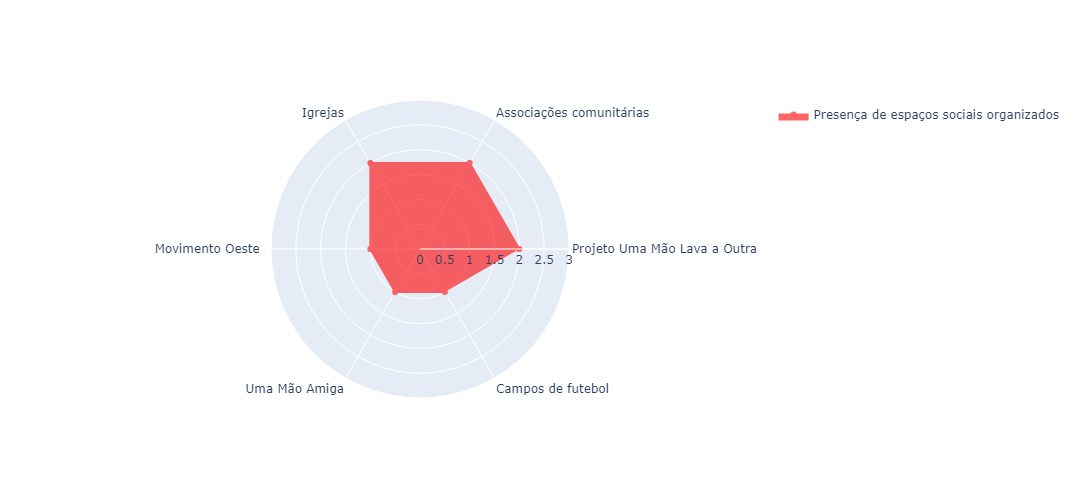 Igrejas
Associações comunitárias
Presença de espaços sociais organizados
Movimento Oeste
Projeto Uma Mão Lava a Outra
0 0.5 1 1.5 2 2.5 3
Uma Mão Amiga
Campos de futebol